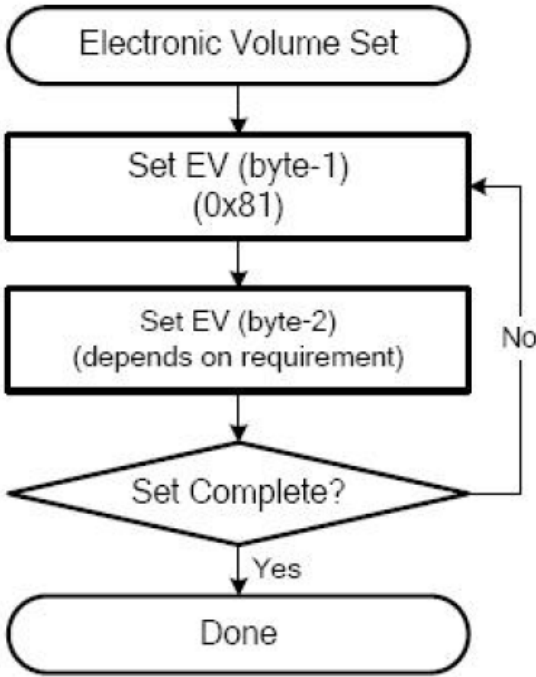 Electronic Volume Set
Set EV (byte-1)
(0x81)
Set EV (byte-2)
(depends on requirement)
No
Set Complete?
Yes
Done